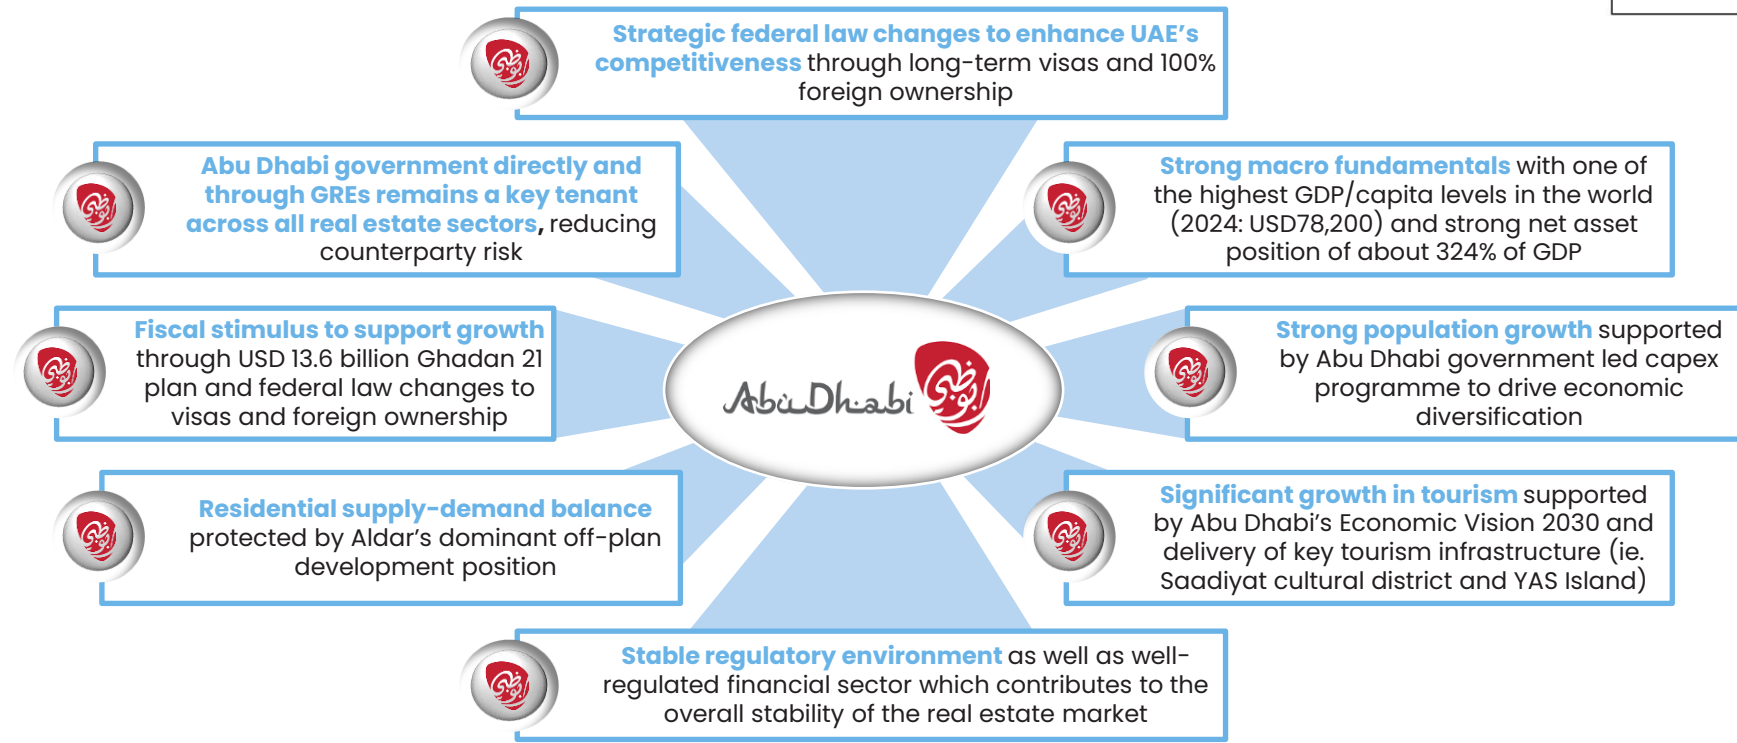 Strategic federal law changes to enhance UAE's
competitiveness through long-term visas and 100%
foreign ownership
Abu Dhabi government directly and
through GREs remains a key tenant
across all real estate sectors, reducing
counterparty risk
Strong macro fundamentals with one of
the highest GDP/capita levels in the world
(2024: USD78,200) and strong net asset
position of about 324% of GDP
Fiscal stimulus to support growth
through USD 13.6 billion Ghadan 21
plan and federal law changes to
visas and foreign ownership
Abu Dhabi
أبوظبي
Strong population growth supported
by Abu Dhabi government led capex
programme to drive economic
diversification
Residential supply-demand balance
protected by Aldar's dominant off-plan
development position
Significant growth in tourism supported
by Abu Dhabi's Economic Vision 2030 and
delivery of key tourism infrastructure (ie.
Saadiyat cultural district and YAS Island)
Stable regulatory environment as well as well-
regulated financial sector which contributes to the
overall stability of the real estate market